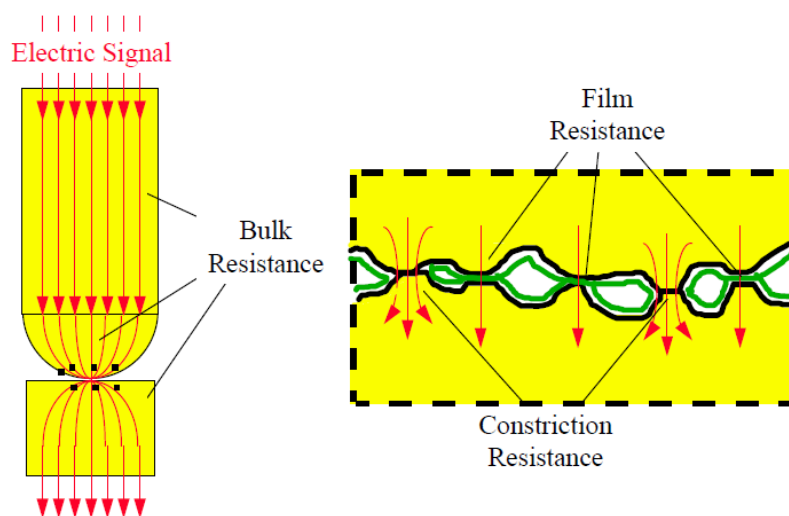 Electric Signal
Bulk
Resistance
Film
Resistance
Constriction
Resistance